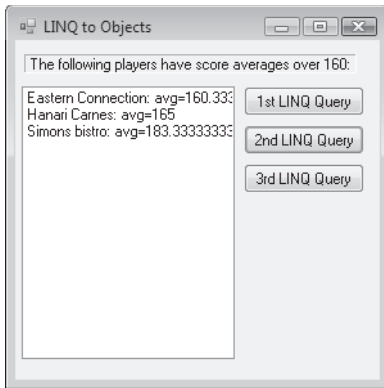 LINQ to Objects
The following players have score averages over 160:
Eastern Connection: avg=160.333
Hanari Carnes: avg=165
Simons bistro: avg=183.33333333
1st LINQ Query
2nd LINQ Query
3rd LINQ Query